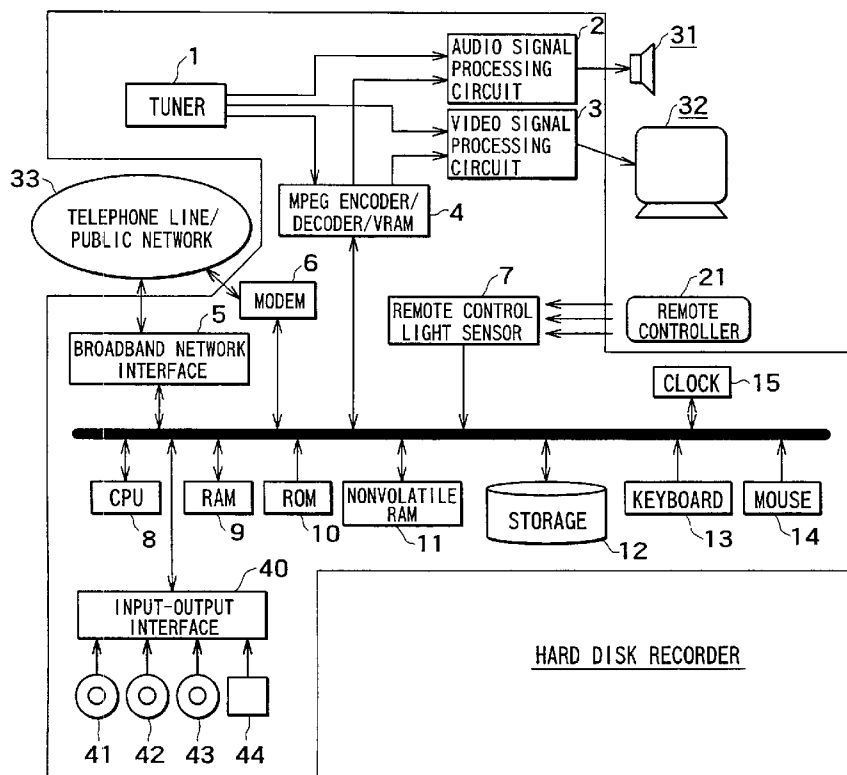 1
TUNER
2
AUDIO SIGNAL
PROCESSING
CIRCUIT
31
3
VIDEO SIGNAL
PROCESSING
CIRCUIT
32
33
TELEPHONE LINE/
PUBLIC NETWORK
MPEG ENCODER/
DECODER/VRAM
4
6
MODEM
5
BROADBAND NETWORK
INTERFACE
7
REMOTE CONTROL
LIGHT SENSOR
21
REMOTE
CONTROLLER
CLOCK
15
CPU
8
RAM
9
ROM
10
NONVOLATILE
RAM
11
STORAGE
12
KEYBOARD
13
MOUSE
14
40
INPUT-OUTPUT
INTERFACE
41
42
43
44
HARD DISK RECORDER